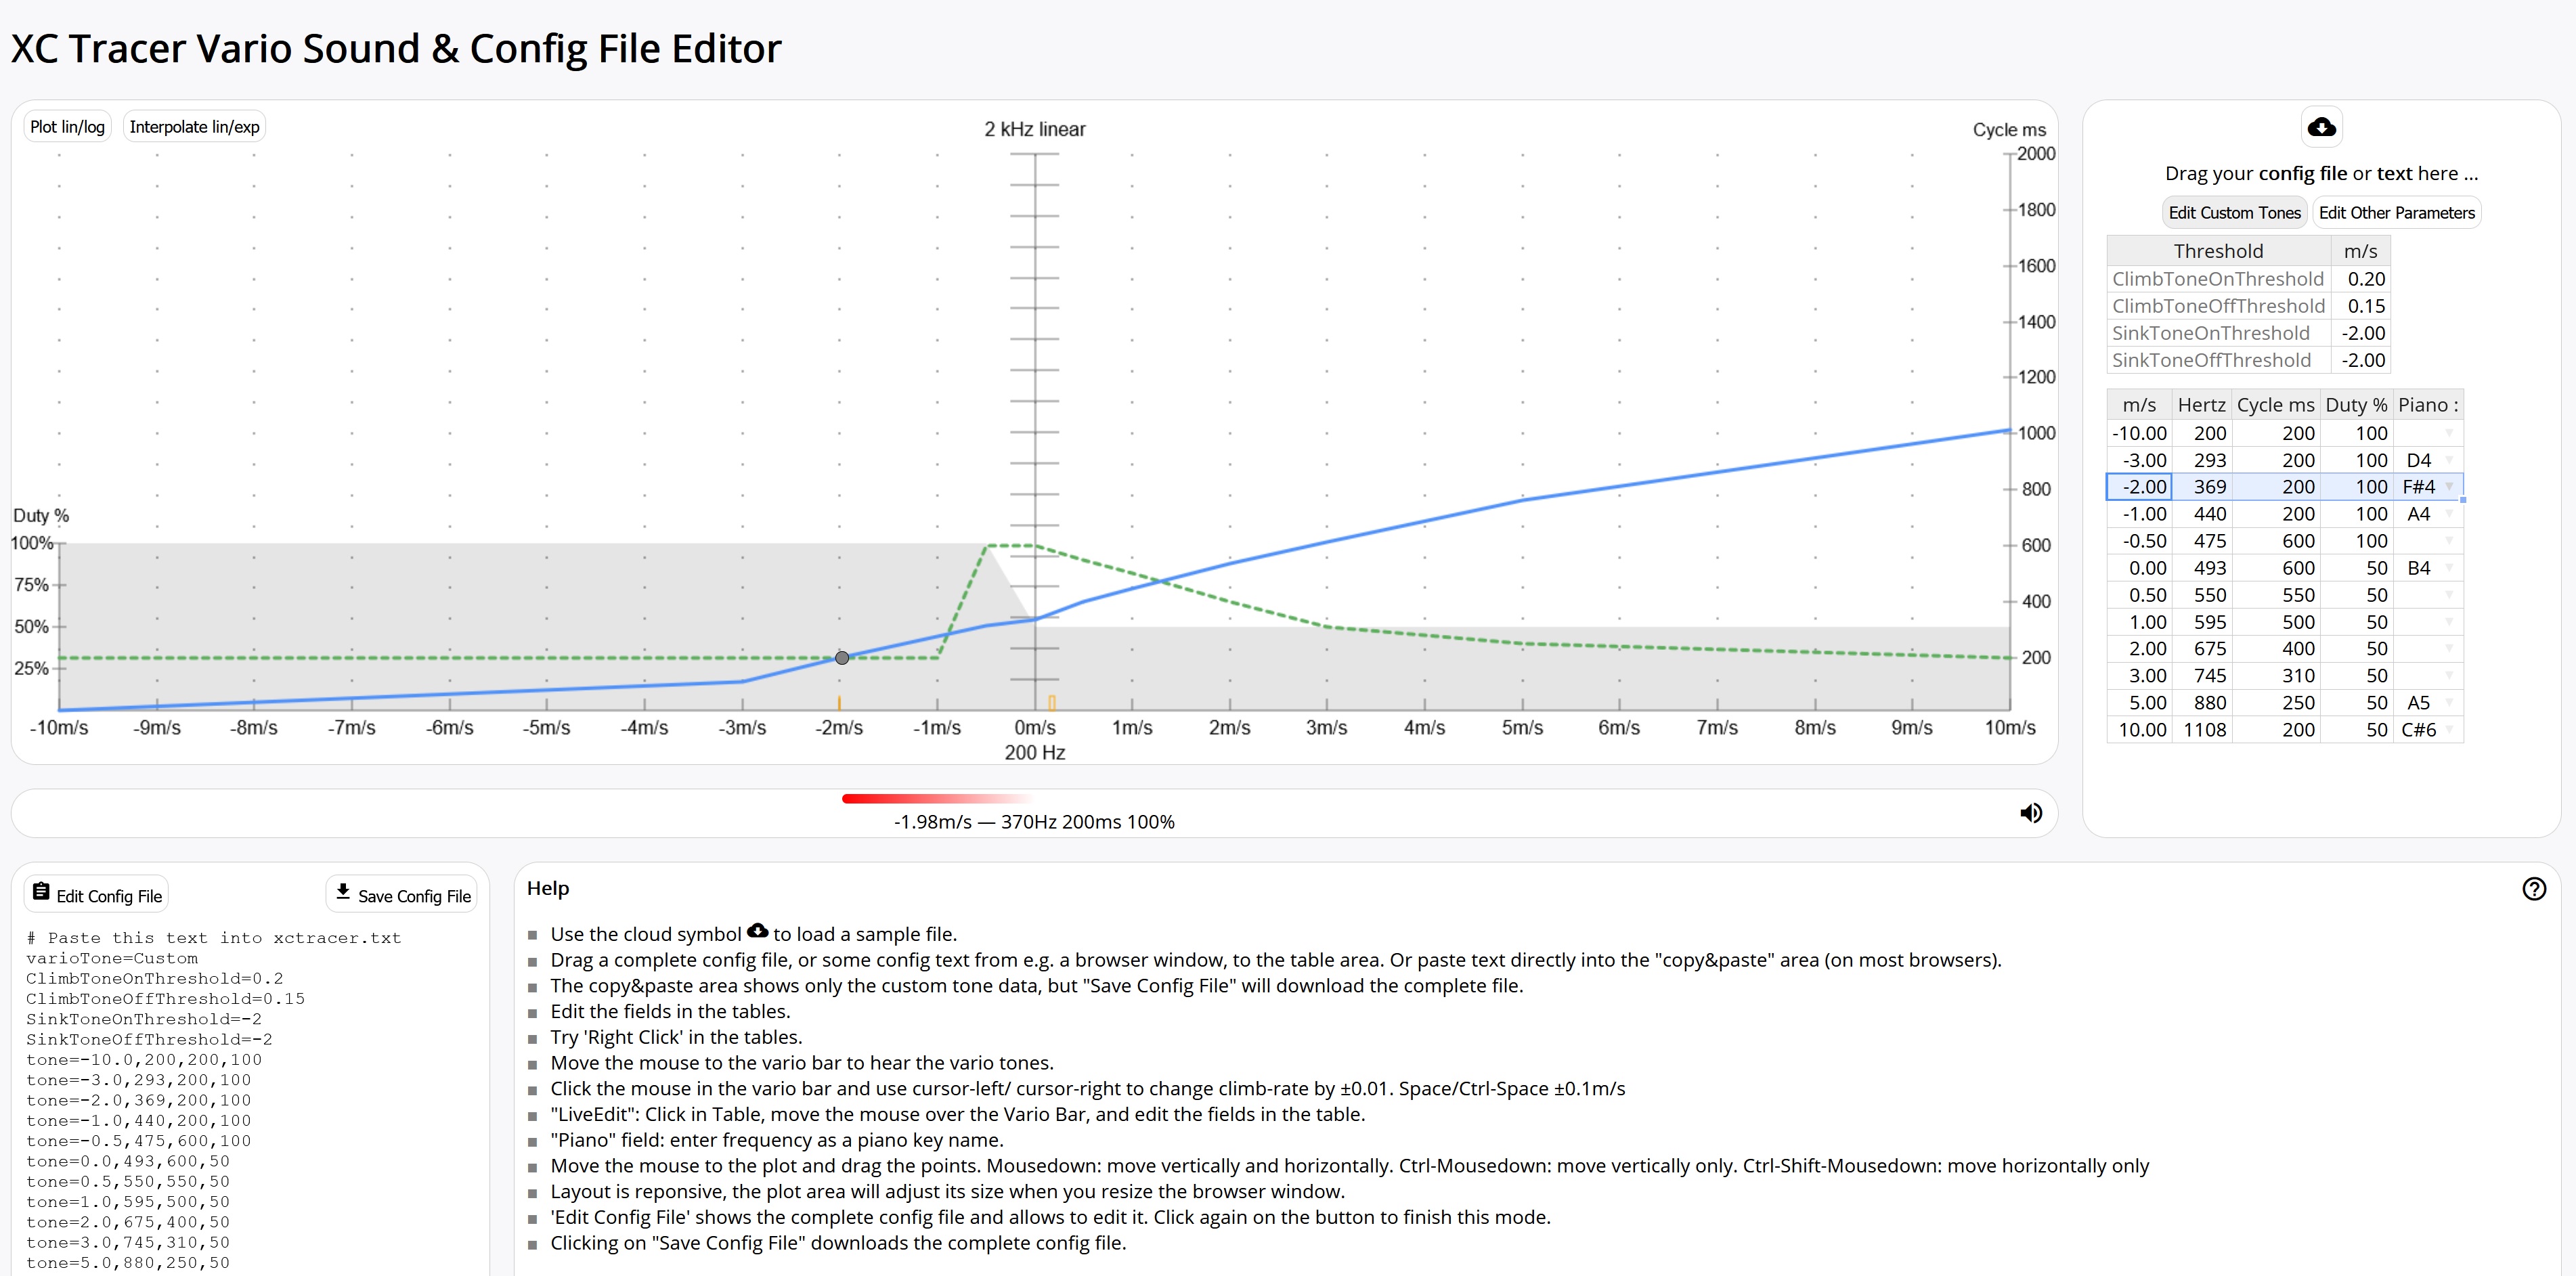 XC Tracer Vario Sound & Config File Editor
Plot lin/log
Interpolate lin/exp
2 kHz linear
Cycle ms
2000
1800
1600
1400
1200
1000
800
600
400
200
Duty %
100%
75%
50%
25%
-10m/s -9m/s -8m/s -7m/s -6m/s -5m/s -4m/s -3m/s -2m/s -1m/s 0m/s 1m/s 2m/s 3m/s 4m/s 5m/s 6m/s 7m/s 8m/s 9m/s 10m/s
200 Hz
-1.98m/s — 370Hz 200ms 100%
Drag your config file or text here ...
Edit Custom Tones
Edit Other Parameters
Threshold m/s
ClimbToneOnThreshold 0.20
ClimbToneOffThreshold 0.15
SinkToneOnThreshold -2.00
SinkToneOffThreshold -2.00
m/s Hertz Cycle ms Duty % Piano :
-10.00 200 200 100
-3.00 293 200 100 D4
-2.00 369 200 100 F#4
-1.00 440 200 100 A4
-0.50 475 600 100
0.00 493 600 50 B4
0.50 550 550 50
1.00 595 500 50
2.00 675 400 50
3.00 745 310 50
5.00 880 250 50 A5
10.00 1108 200 50 C#6
Edit Config File
Save Config File
# Paste this text into xctracer.txt
varioTone=Custom
ClimbToneOnThreshold=0.2
ClimbToneOffThreshold=0.15
SinkToneOnThreshold=-2
SinkToneOffThreshold=-2
tone=-10.0,200,200,100
tone=-3.0,293,200,100
tone=-2.0,369,200,100
tone=-1.0,440,200,100
tone=-0.5,475,600,100
tone=0.0,493,600,50
tone=0.5,550,550,50
tone=1.0,595,500,50
tone=2.0,675,400,50
tone=3.0,745,310,50
tone=5.0,880,250,50
Help
Use the cloud symbol to load a sample file.
Drag a complete config file, or some config text from e.g. a browser window, to the table area. Or paste text directly into the "copy&paste" area (on most browsers).
The copy&paste area shows only the custom tone data, but "Save Config File" will download the complete file.
Edit the fields in the tables.
Try 'Right Click' in the tables.
Move the mouse to the vario bar to hear the vario tones.
Click the mouse in the vario bar and use cursor-left/ cursor-right to change climb-rate by ±0.01. Space/Ctrl-Space ±0.1m/s
"LiveEdit": Click in Table, move the mouse over the Vario Bar, and edit the fields in the table.
"Piano" field: enter frequency as a piano key name.
Move the mouse to the plot and drag the points. Mousedown: move vertically and horizontally. Ctrl-Mousedown: move vertically only. Ctrl-Shift-Mousedown: move horizontally only
Layout is reponsive, the plot area will adjust its size when you resize the browser window.
'Edit Config File' shows the complete config file and allows to edit it. Click again on the button to finish this mode.
Clicking on "Save Config File" downloads the complete config file.